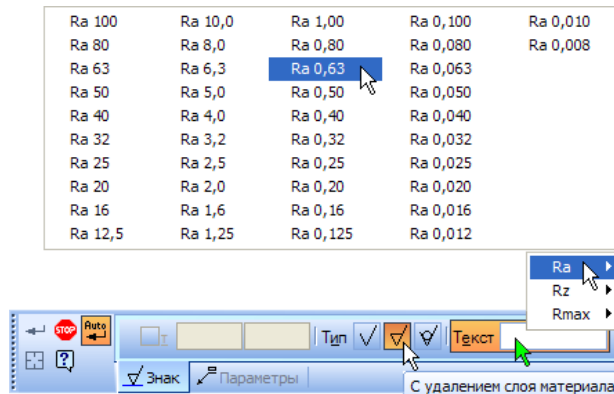 Ra 100 Ra 10,0 Ra 1,00 Ra 0,100 Ra 0,010
Ra 80 Ra 8,0 Ra 0,80 Ra 0,080 Ra 0,008
Ra 63 Ra 6,3 Ra 0,63 Ra 0,063
Ra 50 Ra 5,0 Ra 0,50 Ra 0,050
Ra 40 Ra 4,0 Ra 0,40 Ra 0,040
Ra 32 Ra 3,2 Ra 0,32 Ra 0,032
Ra 25 Ra 2,5 Ra 0,25 Ra 0,025
Ra 20 Ra 2,0 Ra 0,20 Ra 0,020
Ra 16 Ra 1,6 Ra 0,16 Ra 0,016
Ra 12,5 Ra 1,25 Ra 0,125 Ra 0,012
Ra
Rz
Rmax
STOP Auto т Тип Текст
Знак Параметры
С удалением слоя материала